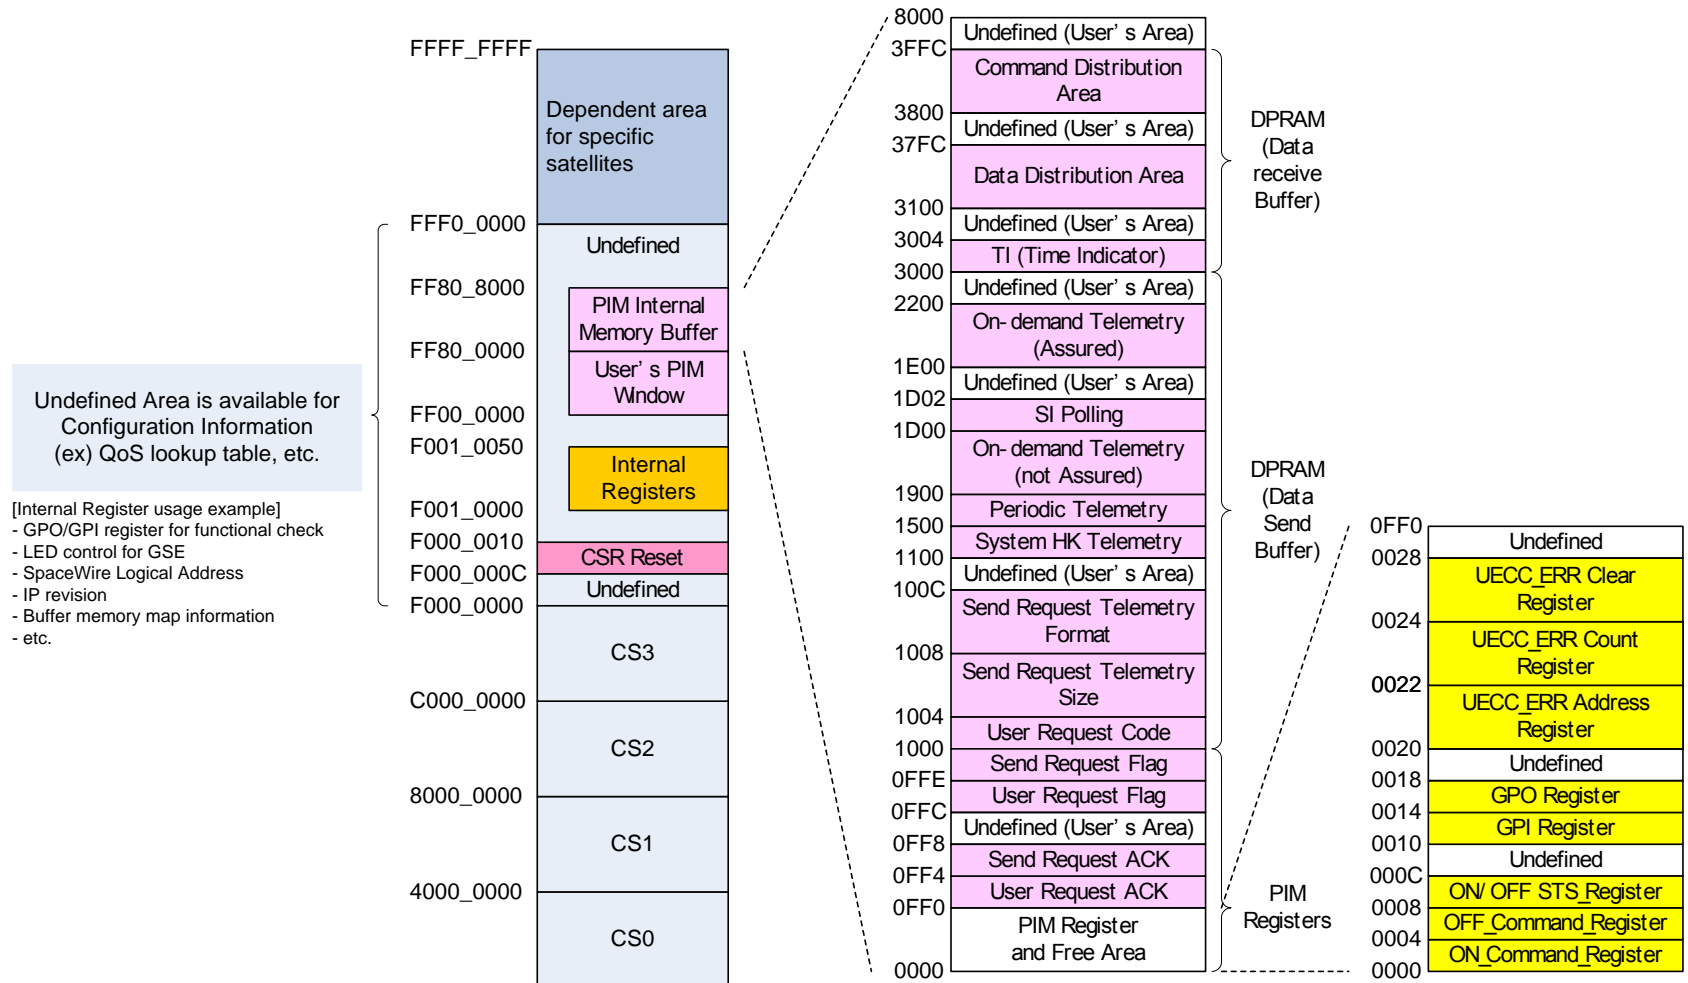 FFFF_FFFF
Dependent area
for specific
satellites
FFF0_0000
Undefined
FF80_8000
PIM Internal
Memory Buffer
FF80_0000
User's PIM
Window
FF00_0000
F001_0050
Internal
Registers
F001_0000
F000_0010
CSR Reset
F000_000C
Undefined
F000_0000
CS3
C000_0000
CS2
8000_0000
CS1
4000_0000
CS0
Undefined Area is available for
Configuration Information
(ex) QoS lookup table, etc.
[Internal Register usage example]
- GPO/GPI register for functional check
- LED control for GSE
- SpaceWire Logical Address
- IP revision
- Buffer memory map information
- etc.
8000
Undefined (User's Area)
3FFC
Command Distribution
Area
3800
Undefined (User's Area)
37FC
Data Distribution Area
3100
Undefined (User's Area)
3004
TI (Time Indicator)
3000
Undefined (User's Area)
2200
On-demand Telemetry
(Assured)
1E00
Undefined (User's Area)
1D02
SI Polling
1D00
On-demand Telemetry
(not Assured)
1900
Periodic Telemetry
1500
System HK Telemetry
1100
Undefined (User's Area)
100C
Send Request Telemetry
Format
1008
Send Request Telemetry
Size
1004
User Request Code
1000
Send Request Flag
0FFE
User Request Flag
0FFC
Undefined (User's Area)
0FF8
Send Request ACK
0FF4
User Request ACK
0FF0
PIM Register
and Free Area
0000
DPRAM
(Data
receive
Buffer)
DPRAM
(Data
Send
Buffer)
PIM
Registers
0FF0
Undefined
0028
UECC_ERR Clear
Register
0024
UECC_ERR Count
Register
0022
UECC_ERR Address
Register
0020
Undefined
0018
GPO Register
0014
GPI Register
0010
Undefined
000C
ON/OFF STS_Register
0008
OFF_Command_Register
0004
ON_Command_Register
0000